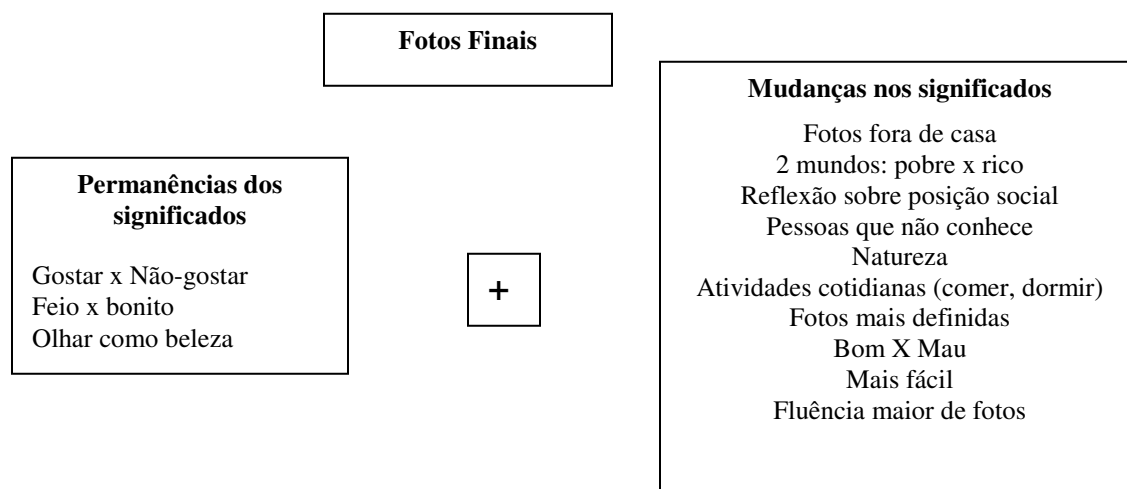 Fotos Finais
Permanências dos
significados
Gostar x Não-gostar
Feio x bonito
Olhar como beleza
+
Mudanças nos significados
Fotos fora de casa
2 mundos: pobre x rico
Reflexão sobre posição social
Pessoas que não conhece
Natureza
Atividades cotidianas (comer, dormir)
Fotos mais definidas
Bom X Mau
Mais fácil
Fluência maior de fotos